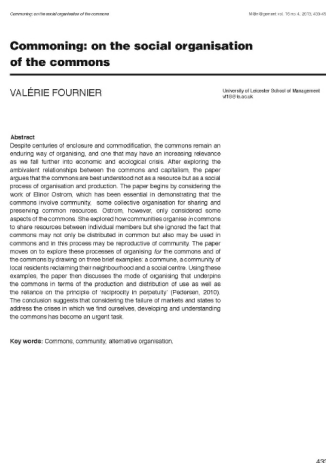 Commoning: on the social organisation of the commons
M@n@gement vol. 16 no. 4, 2013, 433-45
Commoning: on the social organisation
of the commons
VALÉRIE FOURNIER
University of Leicester School of Management
Abstract
Despite centuries of enclosure and commodification, the commons remain an
enduring way of organising, and one that may have an increasing relevance
as we fall further into economic and ecological crisis. After exploring the
ambivalent relationships between the commons and capitalism, the paper
argues that the commons are best understood not as a resource but as a social
process of organisation and production. The paper begins by considering the
work of Elinor Ostrom, which has been essential in demonstrating that the
commons involve community, some collective organisation for sharing and
preserving common resources. Ostrom, however, only considered some
aspects of the commons. She explored how communities organise in commons
to share resources between individual members but she ignored the fact that
commons may not only be distributed in common but also may be used in
commons and in this process may be reproductive of community. The paper
moves on to explore these processes of organising for the commons and of
the commons by drawing on three brief examples: a commune, a community of
local residents reclaiming their neighbourhood and a social centre. Using these
examples, the paper then discusses the mode of organising that underpins
the commons in terms of the production and distribution of use as well as
the reliance on the principle of 'reciprocity in perpetuity' (Pedersen, 2010).
The conclusion suggests that considering the failure of markets and states to
address the crises in which we find ourselves, developing and understanding
the commons has become an urgent task.
Key words: Commons, community, alternative organisation.